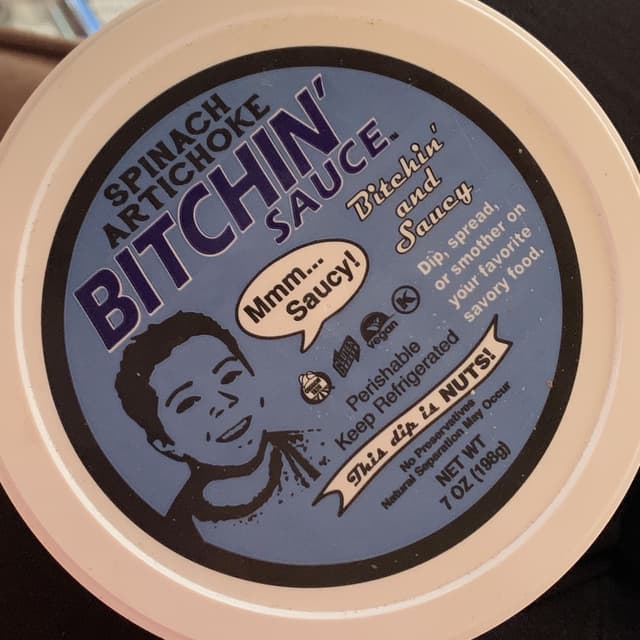 SPINACH
ARTICHOKE
BITCHIN'
SAUCE™
Bitchin'
and
Saucy
Dip, spread,
or smother on
your favorite
savory food.
Mmm...
Saucy!
vegan
K
Perishable
Keep Refrigerated
This dip is NUTS!
No Preservatives
Natural Separation May Occur
NET WT
7 OZ (198g)